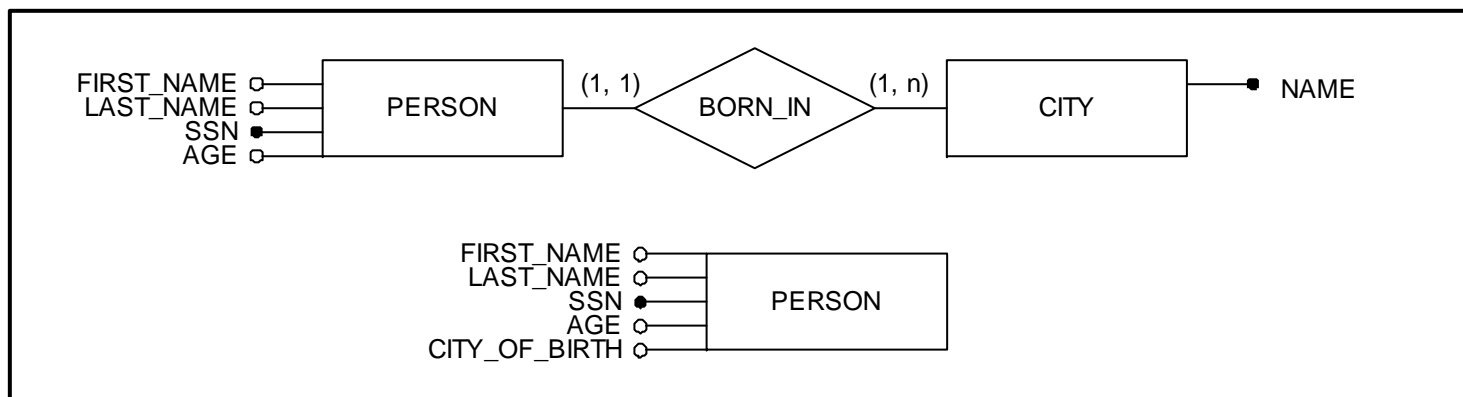 FIRST_NAME
LAST_NAME
SSN
AGE
PERSON
(1, 1)
BORN_IN
(1, n)
CITY
NAME
FIRST_NAME
LAST_NAME
SSN
AGE
CITY_OF_BIRTH
PERSON